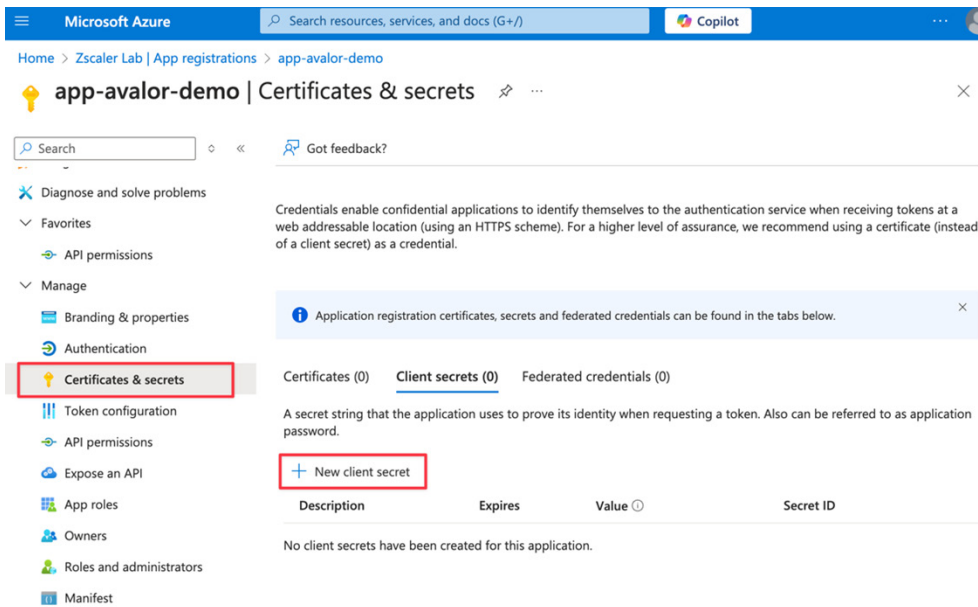 Microsoft Azure
Search resources, services, and docs (G+/)
Copilot
Home > Zscaler Lab | App registrations > app-avalor-demo
app-avalor-demo | Certificates & secrets
Search
Got feedback?
Diagnose and solve problems
Favorites
API permissions
Manage
Branding & properties
Authentication
Certificates & secrets
Token configuration
API permissions
Expose an API
App roles
Owners
Roles and administrators
Manifest
Credentials enable confidential applications to identify themselves to the authentication service when receiving tokens at a
web addressable location (using an HTTPS scheme). For a higher level of assurance, we recommend using a certificate (instead
of a client secret) as a credential.
Application registration certificates, secrets and federated credentials can be found in the tabs below.
Certificates (0) Client secrets (0) Federated credentials (0)
A secret string that the application uses to prove its identity when requesting a token. Also can be referred to as application
password.
New client secret
Description Expires Value Secret ID
No client secrets have been created for this application.